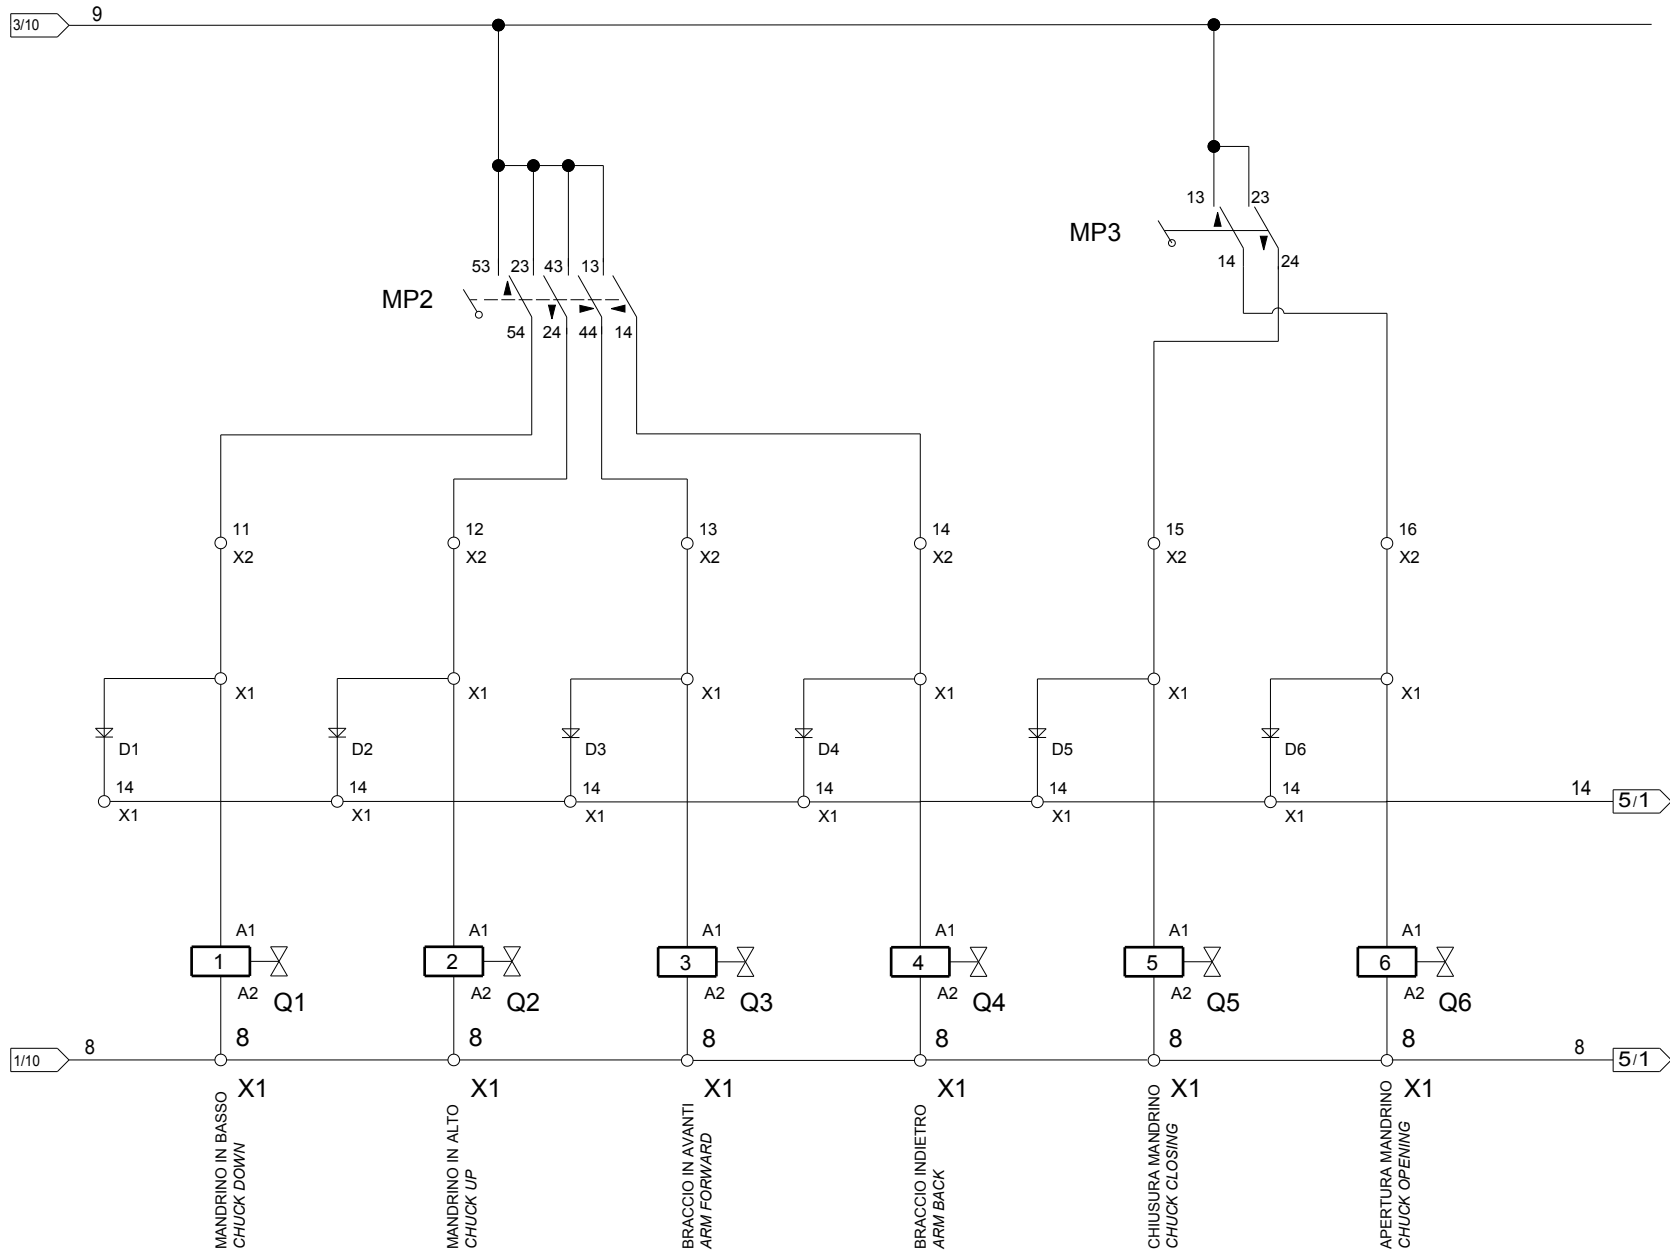 3/10 9
13 23
MP3
14 24
53 23 43 13
MP2
54 24 44 14
11 12 13 14 15 16
X2 X2 X2 X2 X2 X2
X1 X1 X1 X1 X1 X1
D1 D2 D3 D4 D5 D6
14 14 14 14 14 14 14 5/1
X1 X1 X1 X1 X1 X1
A1 A1 A1 A1 A1 A1
1 2 3 4 5 6
A2 Q1 A2 Q2 A2 Q3 A2 Q4 A2 Q5 A2 Q6
1/10 8 8 8 8 8 8 8 8 5/1
X1 X1 X1 X1 X1 X1
MANDRINO IN BASSO
CHUCK DOWN
MANDRINO IN ALTO
CHUCK UP
BRACCIO IN AVANTI
ARM FORWARD
BRACCIO INDIETRO
ARM BACK
CHIUSURA MANDRINO
CHUCK CLOSING
APERTURA MANDRINO
CHUCK OPENING